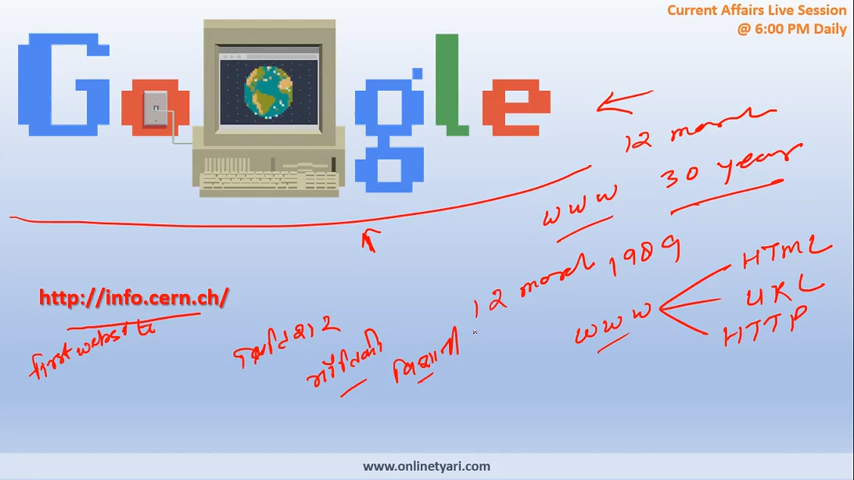 Current Affairs Live Session
@ 6:00 PM Daily
Google
12 march
www 30 years
12 march 1989
www
HTML
URL
HTTP
http://info.cern.ch/
first website
www.onlinetyari.com